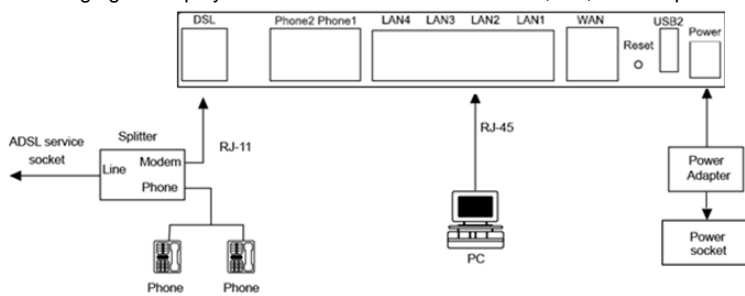 DSL Phone2 Phone1 LAN4 LAN3 LAN2 LAN1 WAN USB2 Power
Reset
RJ-45
ADSL service
socket
Splitter
RJ-11
Line
Modem
Phone
Power
Adapter
Power
socket
PC
Phone Phone